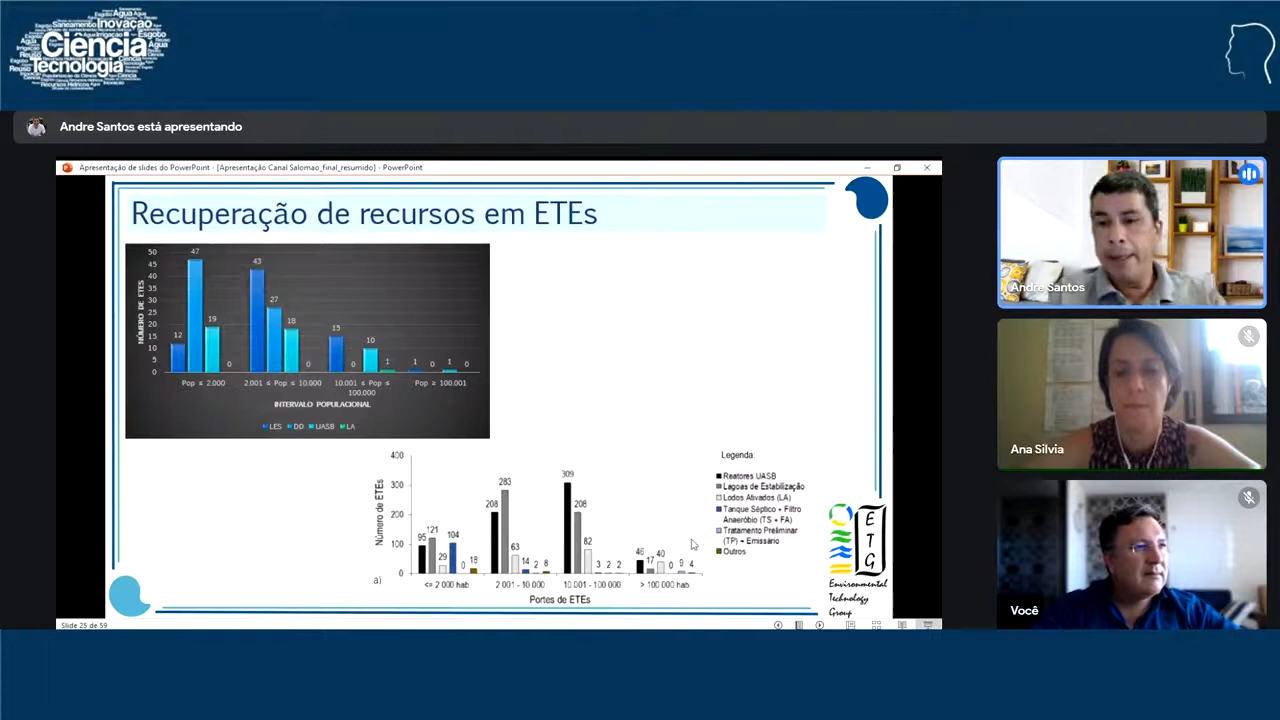 Água
Saneamento Inovação
Esgoto
Ciência
Água
Tecnologia
Reuso
Recursos Hídricos
Andre Santos está apresentando
Apresentação de slides do PowerPoint - [Apresentação Canal Salomao_final_resumido] - PowerPoint
Recuperação de recursos em ETEs
NÚMERO DE ETES
50
45
40
35
30
25
20
15
10
5
0
12 47 19 0
43 27 18 0
15 0 10 1
1 0 1 0
Pop ≤ 2.000
2.001 ≤ Pop ≤ 10.000
10.001 ≤ Pop ≤
100.000
Pop ≥ 100.001
INTERVALO POPULACIONAL
LES DD UASB LA
Número de ETEs
400
300
200
100
0
95 121 29 104 0 18
208 283 63 14 2 8
309 208 82 3 2 2
46 17 40 0 9 4
<= 2 000 hab
2 001 - 10 000
10.001 - 100 000
> 100 000 hab
a)
Portes de ETEs
Legenda:
Reatores UASB
Lagoas de Estabilização
Lodos Ativados (LA)
Tanque Séptico + Filtro
Anaeróbio (TS + FA)
Tratamento Preliminar
(TP) + Emissário
Outros
E
T
G
Environmental
Technology
Group
Slide 25 de 59
Andre Santos
Ana Silvia
Você